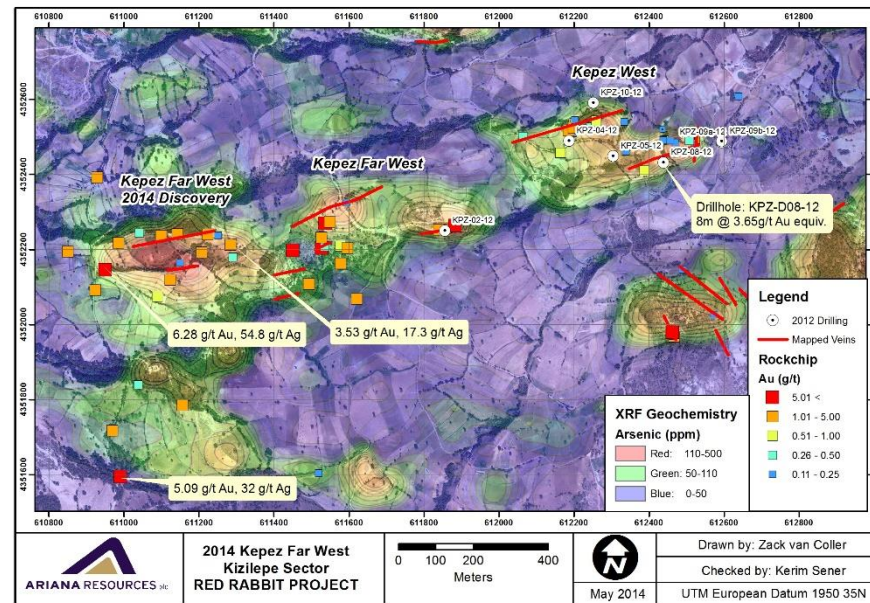 610800
611000
611200
611400
611600
611800
612000
612200
612400
612600
612800
4352600
4352400
4352200
4352000
4351800
4351600
Kepez West
KPZ-10-12
KPZ-04-12
KPZ-05-12
KPZ-09a-12
KPZ-09b-12
KPZ-08-12
Kepez Far West
KPZ-02-12
Kepez Far West
2014 Discovery
Drillhole: KPZ-D08-12
8m @ 3.65g/t Au equiv.
6.28 g/t Au, 54.8 g/t Ag
3.53 g/t Au, 17.3 g/t Ag
5.09 g/t Au, 32 g/t Ag
Legend
2012 Drilling
Mapped Veins
Rockchip
Au (g/t)
5.01 <
1.01 - 5.00
0.51 - 1.00
0.26 - 0.50
0.11 - 0.25
XRF Geochemistry
Arsenic (ppm)
Red: 110-500
Green: 50-110
Blue: 0-50
610800
611000
611200
611400
611600
611800
612000
612200
612400
612600
612800
ARIANA RESOURCES plc
2014 Kepez Far West
Kizilepe Sector
RED RABBIT PROJECT
0
200
400
Meters
N
May 2014
Drawn by: Zack van Coller
Checked by: Kerim Sener
UTM European Datum 1950 35N